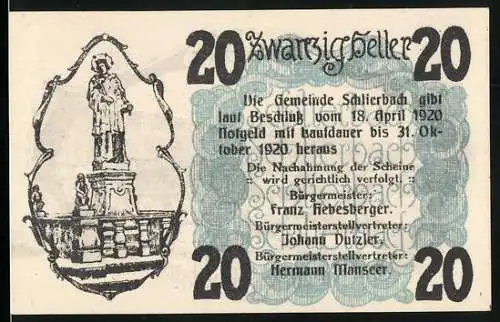 20 Zwanzig Heller 20
Die Gemeinde Schlierbach gibt
laut Beschluß vom 18. April 1920
Notgeld mit Laufdauer bis 31. Ok-
tober 1920 heraus
Die Nachahmung der Scheine
:: wird gerichtlich verfolgt. ::
Bürgermeister:
Franz Hebesberger.
Bürgermeisterstellvertreter:
Johann Dutzler.
Bürgermeisterstellvertreter:
20 Hermann Manseer. 20